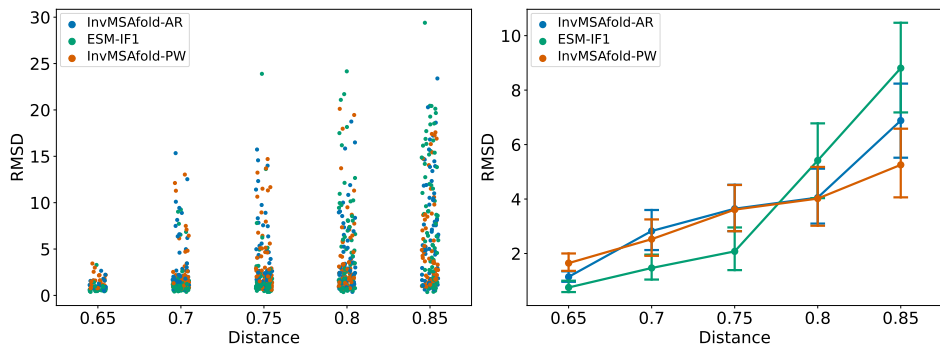 InvMSAfold-AR
ESM-IF1
InvMSAfold-PW
30
25
20
15
10
5
0
RMSD
0.65 0.7 0.75 0.8 0.85
Distance
InvMSAfold-AR
ESM-IF1
InvMSAfold-PW
10
8
6
4
2
RMSD
0.65 0.7 0.75 0.8 0.85
Distance